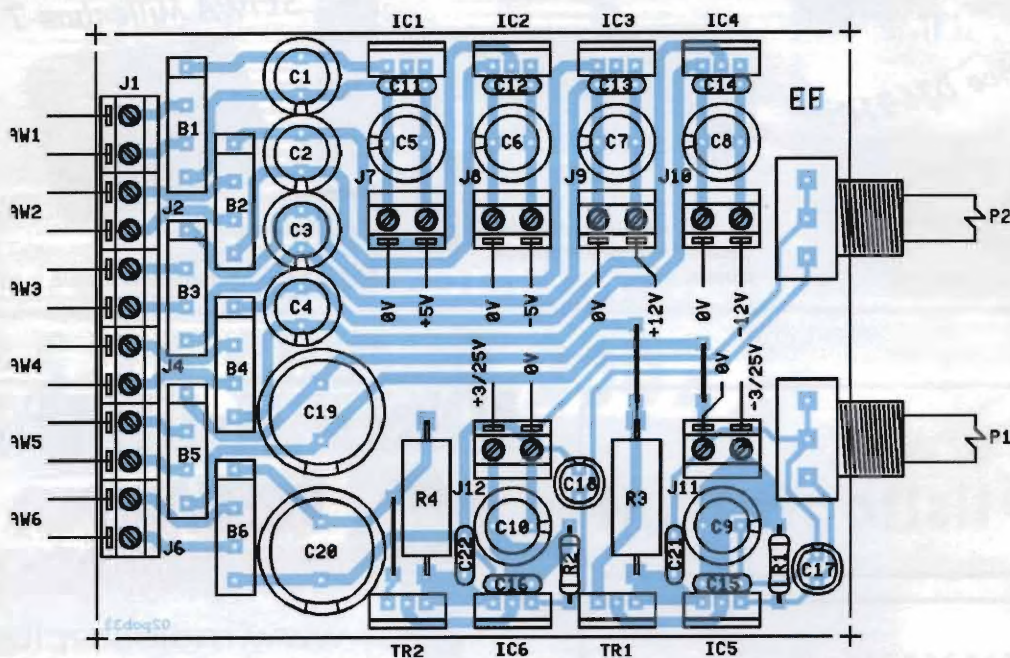 IC1 IC2 IC3 IC4
J1 C1 C11 C12 C13 C14
EF
B1
AW1 C2 C5 C6 C7 C8
J7 J8 J9 J10
AW2 J2 B2 C3 P2
AW3 B3 C4
0V +5V 0V -5V 0V +12V 0V -12V
AW4 J4 B4
+3/25V 0V 0V -3/25V
C19
AW5 B5 P1
R4 J12 C18 R3 J11
AW6 J6 B6 C20 C22 C10 R2 C21 C9 R1 C17
C16 C15
TR2 IC6 TR1 IC5